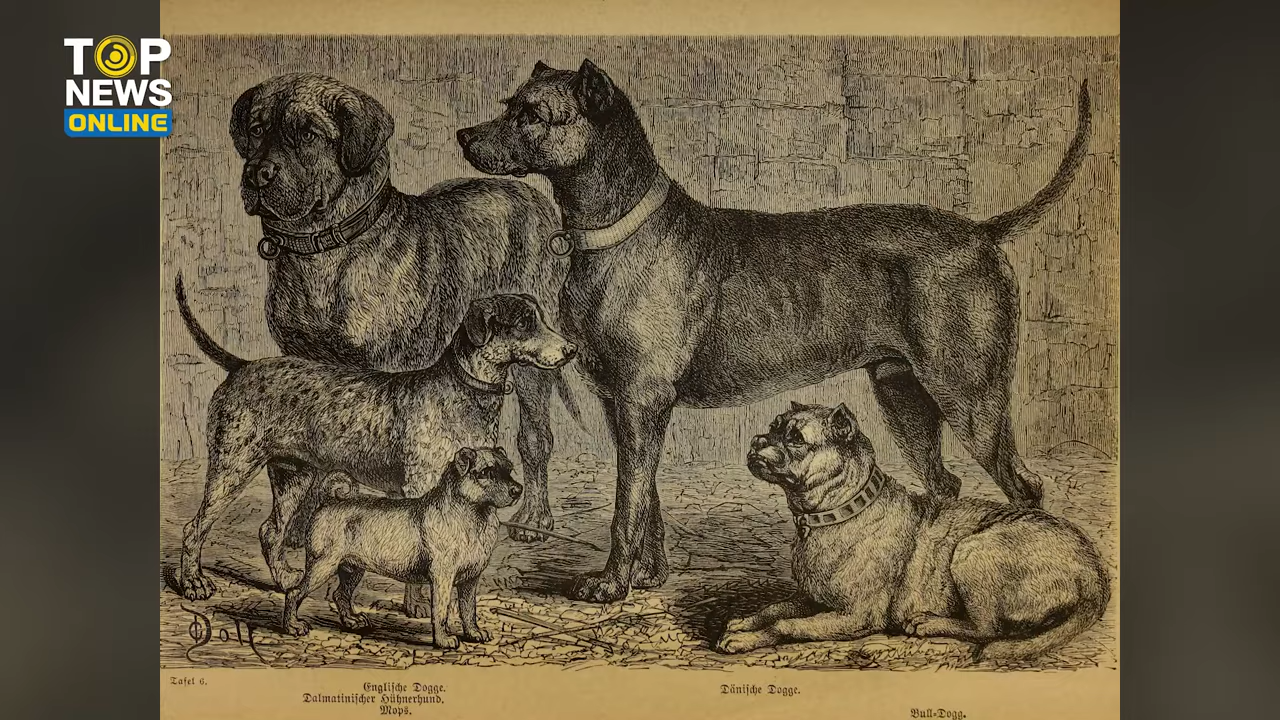 TOP
NEWS
ONLINE
Tafel 6.
Englische Dogge.
Dalmatinischer Hühnerhund.
Mops.
Dänische Dogge.
Bull-Dogg.